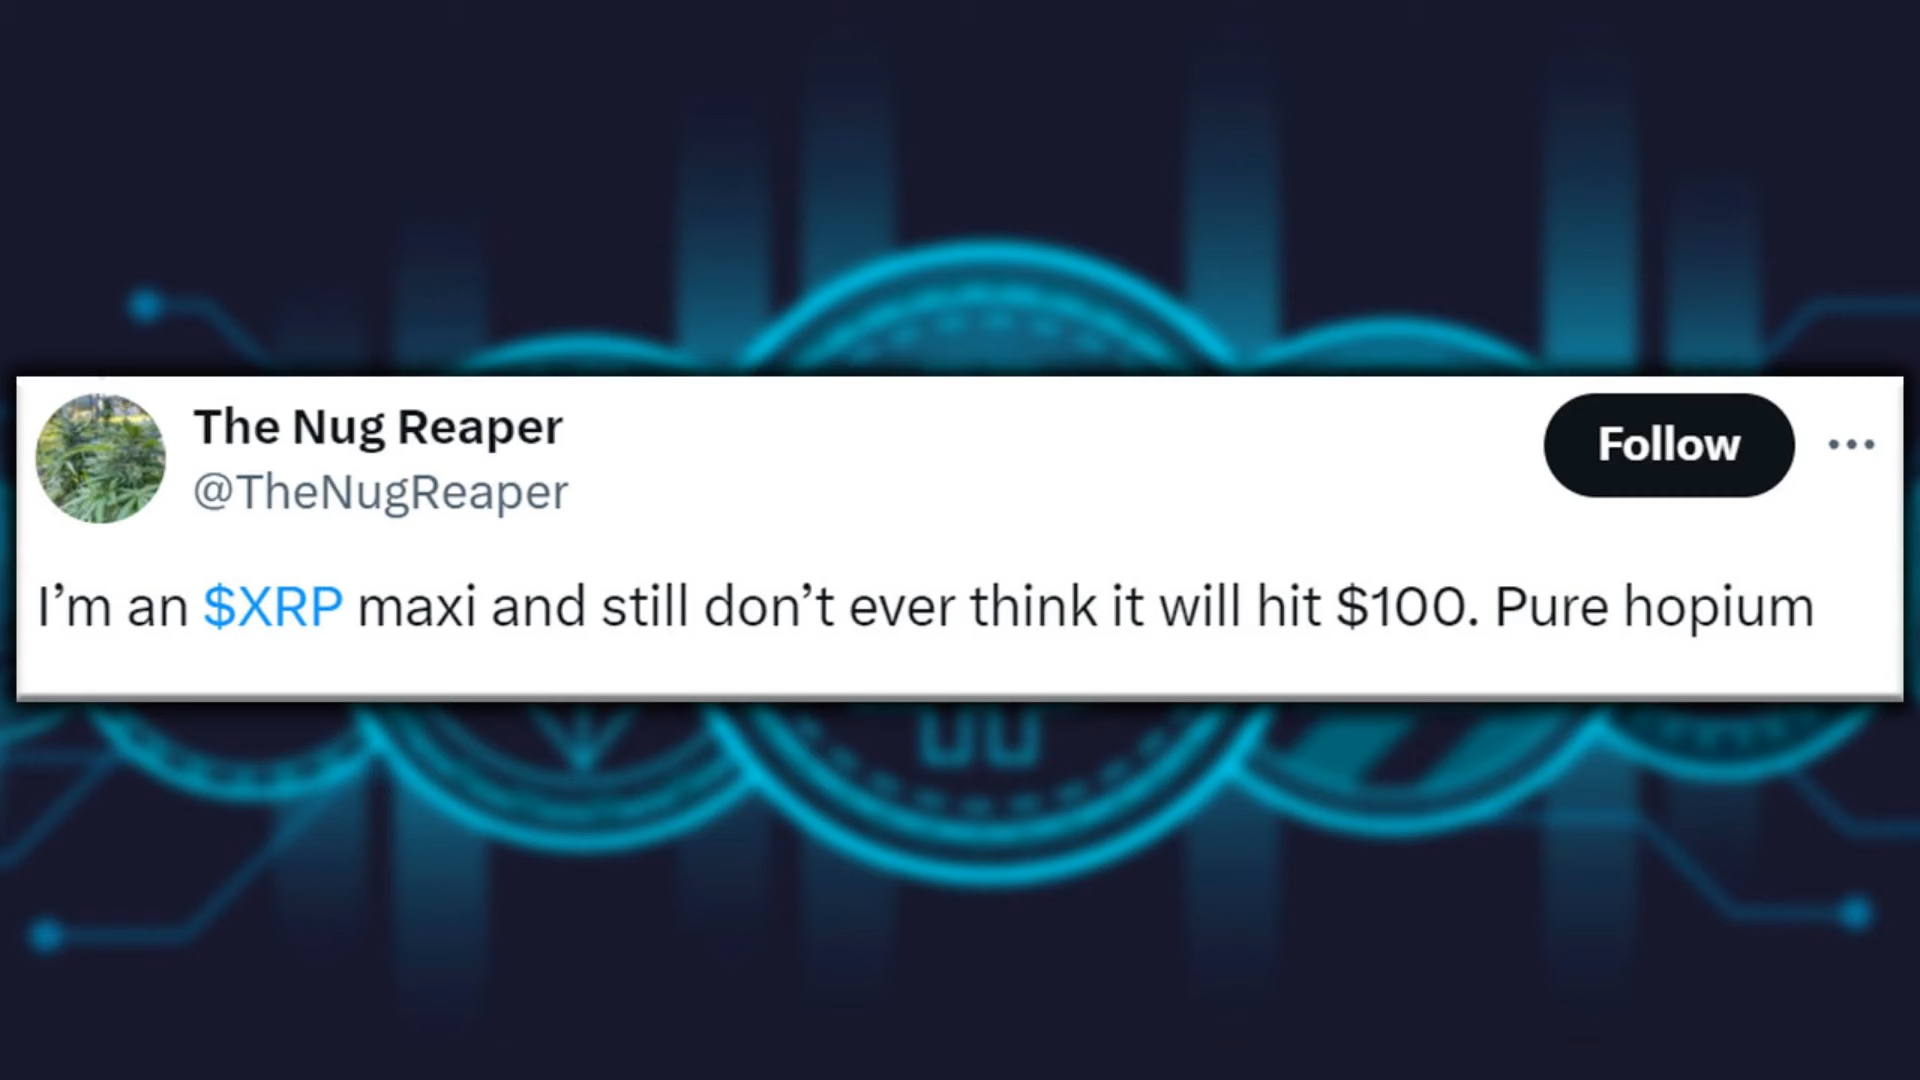 The Nug Reaper
@TheNugReaper
Follow
I’m an $XRP maxi and still don’t ever think it will hit $100. Pure hopium